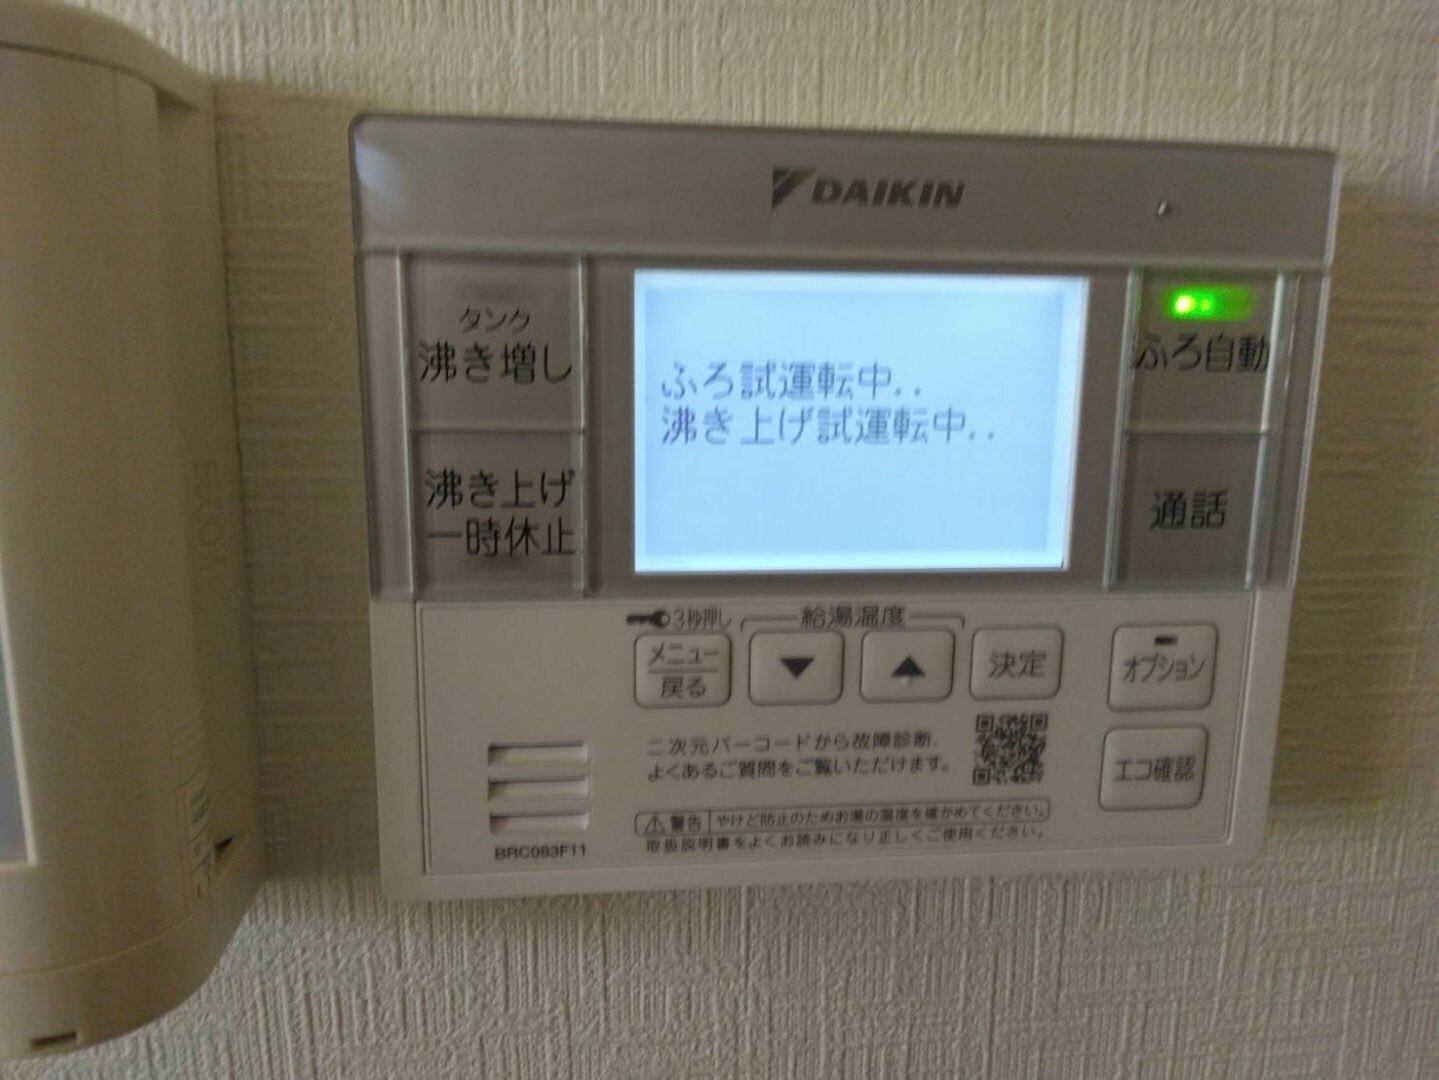 DAIKIN
タンク
沸き増し
ふろ自動
ふろ試運転中..
沸き上げ試運転中..
沸き上げ
一時休止
通話
3秒押し
給湯温度
メニュー
戻る
▼
▲
決定
オプション
二次元バーコードから故障診断、
よくあるご質問をご覧いただけます。
エコ確認
警告 やけど防止のためお湯の温度を確かめてください。
取扱説明書をよくお読みになり正しくご使用ください。
BRC083F11